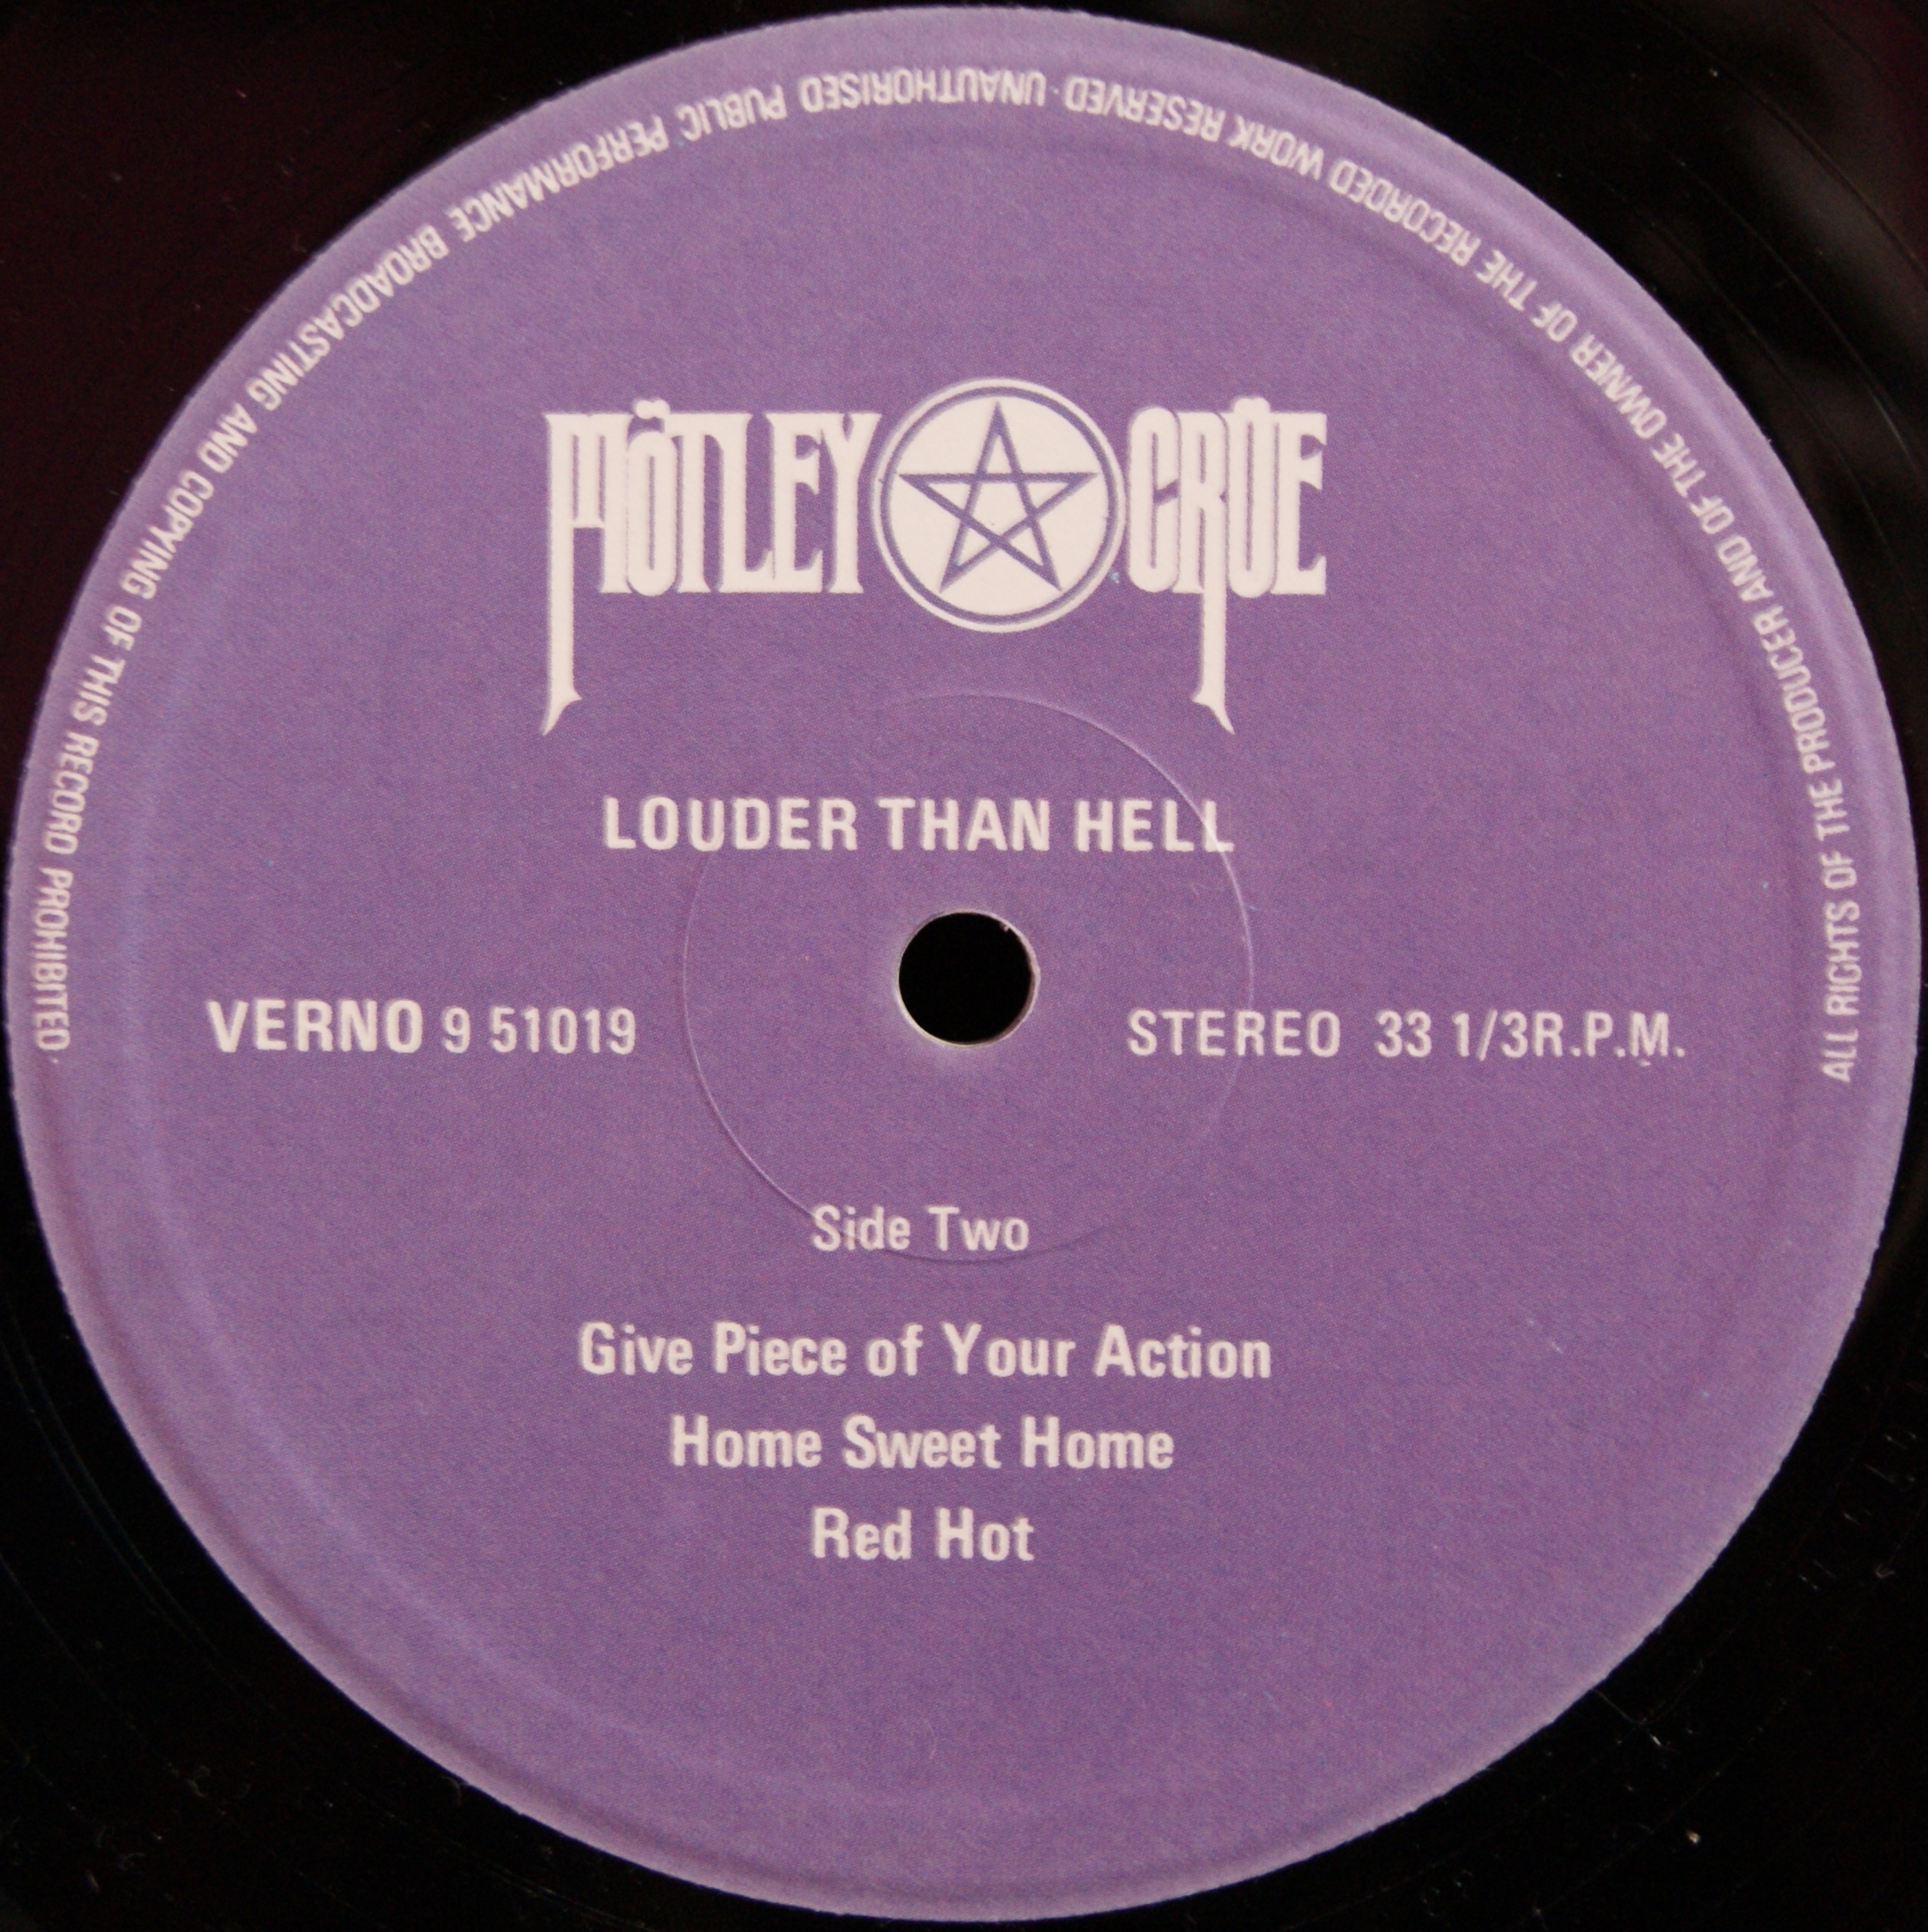 MÖTLEY CRÜE
LOUDER THAN HELL
VERNO 9 51019
STEREO 33 1/3R.P.M.
Side Two
Give Piece of Your Action
Home Sweet Home
Red Hot
ALL RIGHTS OF THE PRODUCER AND OF THE OWNER OF THE RECORDED WORK RESERVED· UNAUTHORISED PUBLIC PERFORMANCE BROADCASTING AND COPYING OF THIS RECORD PROHIBITED·